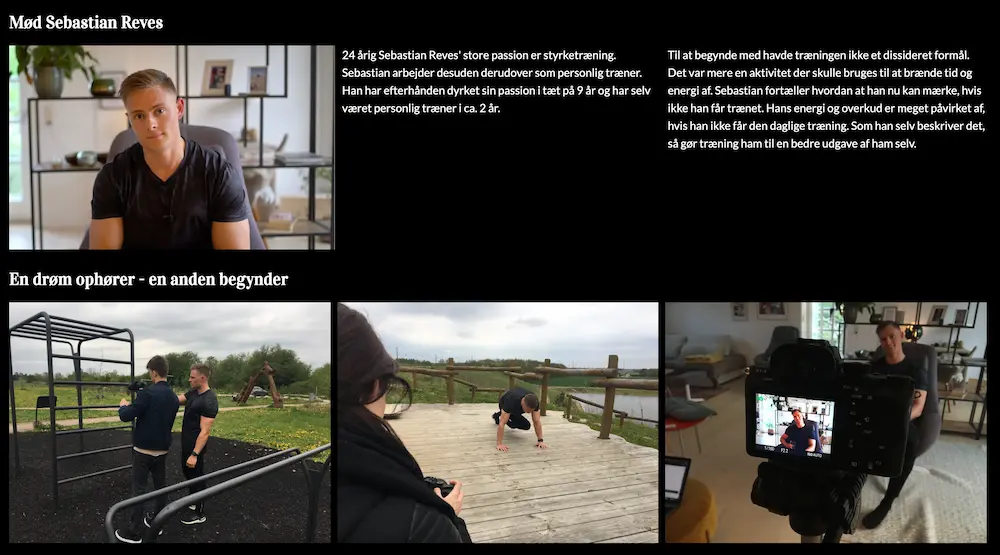 Mød Sebastian Reves
24 årig Sebastian Reves' store passion er styrketræning.
Sebastian arbejder desuden derudover som personlig træner.
Han har efterhånden dyrket sin passion i tæt på 9 år og har selv
været personlig træner i ca. 2 år.
Til at begynde med havde træningen ikke et dissideret formål.
Det var mere en aktivitet der skulle bruges til at brænde tid og
energi af. Sebastian fortæller hvordan at han nu kan mærke, hvis
ikke han får trænet. Hans energi og overkud er meget påvirket af,
hvis han ikke får den daglige træning. Som han selv beskriver det,
så gør træning ham til en bedre udgave af ham selv.
En drøm ophører - en anden begynder